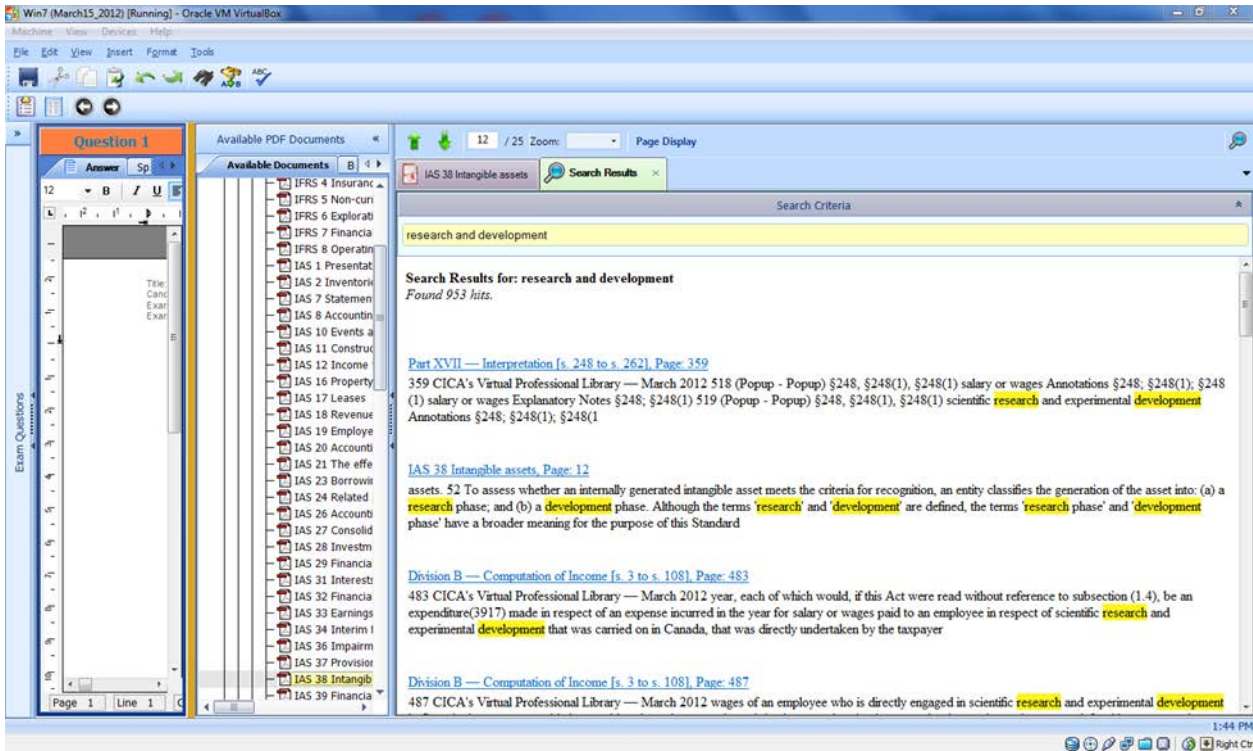 Win7 (March15_2012) [Running] - Oracle VM VirtualBox
Machine View Devices Help
File Edit View Insert Format Tools
ABC
Question 1
Answer Sp
12 B I U
Title:
Canc
Exar
Exar
Page 1 Line 1
Exam Questions
Available PDF Documents
Available Documents B
IFRS 4 Insuranc
IFRS 5 Non-curr
IFRS 6 Explorati
IFRS 7 Financia
IFRS 8 Operatin
IAS 1 Presentat
IAS 2 Inventorie
IAS 7 Statement
IAS 8 Accountin
IAS 10 Events a
IAS 11 Construc
IAS 12 Income
IAS 16 Property
IAS 17 Leases
IAS 18 Revenue
IAS 19 Employe
IAS 20 Accounti
IAS 21 The effe
IAS 23 Borrowin
IAS 24 Related
IAS 26 Accounti
IAS 27 Consolid
IAS 28 Investm
IAS 29 Financia
IAS 31 Interests
IAS 32 Financia
IAS 33 Earnings
IAS 34 Interim
IAS 36 Impairm
IAS 37 Provision
IAS 38 Intangib
IAS 39 Financia
12 / 25 Zoom: Page Display
IAS 38 Intangible assets Search Results
Search Criteria
research and development
Search Results for: research and development
Found 953 hits.
Part XVII — Interpretation [s. 248 to s. 262], Page: 359
359 CICA's Virtual Professional Library — March 2012 518 (Popup - Popup) §248, §248(1), §248(1) salary or wages Annotations §248; §248(1); §248
(1) salary or wages Explanatory Notes §248; §248(1) 519 (Popup - Popup) §248, §248(1), §248(1) scientific research and experimental development
Annotations §248; §248(1); §248(1
IAS 38 Intangible assets, Page: 12
assets. 52 To assess whether an internally generated intangible asset meets the criteria for recognition, an entity classifies the generation of the asset into: (a) a
research phase; and (b) a development phase. Although the terms 'research' and 'development' are defined, the terms 'research phase' and 'development
phase' have a broader meaning for the purpose of this Standard
Division B — Computation of Income [s. 3 to s. 108], Page: 483
483 CICA's Virtual Professional Library — March 2012 year, each of which would, if this Act were read without reference to subsection (1.4), be an
expenditure(3917) made in respect of an expense incurred in the year for salary or wages paid to an employee in respect of scientific research and
experimental development that was carried on in Canada, that was directly undertaken by the taxpayer
Division B — Computation of Income [s. 3 to s. 108], Page: 487
487 CICA's Virtual Professional Library — March 2012 wages of an employee who is directly engaged in scientific research and experimental development
1:44 PM
Right Ctrl